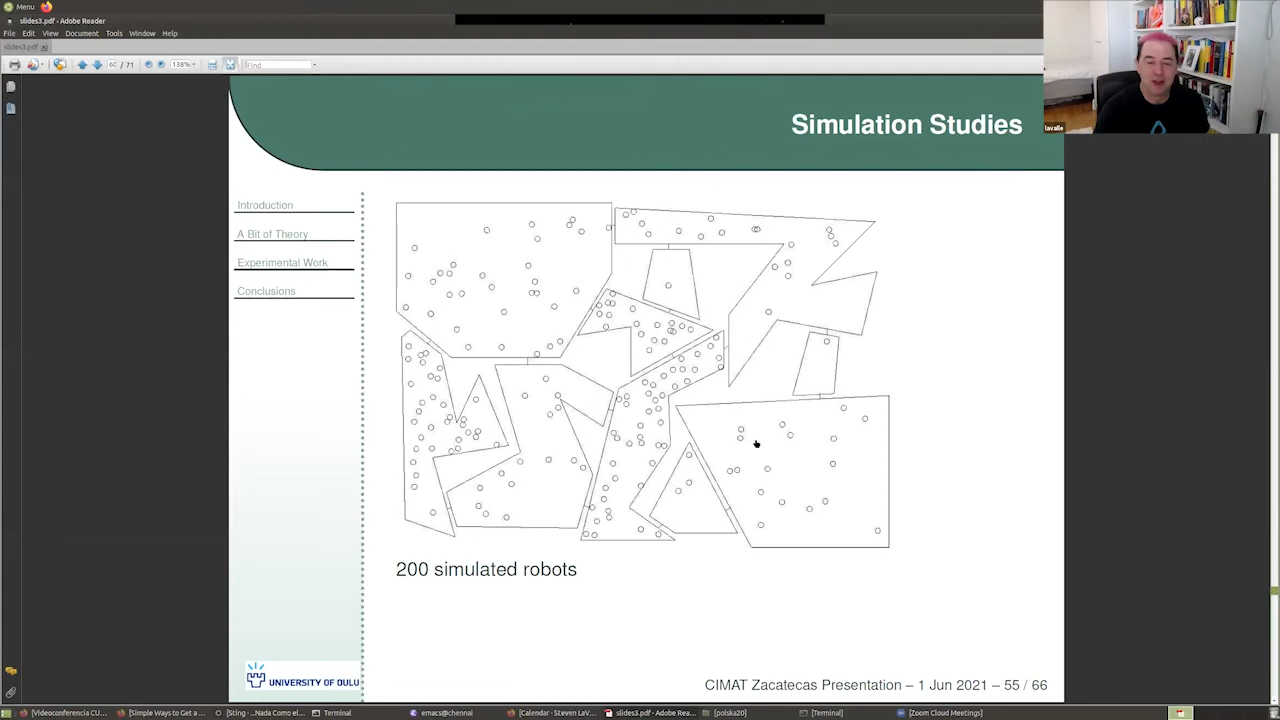 Menu
slides3.pdf - Adobe Reader
File Edit View Document Tools Window Help
slides3.pdf
60 / 71 138% Find
lavalle
Simulation Studies
Introduction
A Bit of Theory
Experimental Work
Conclusions
200 simulated robots
UNIVERSITY OF OULU
CIMAT Zacatecas Presentation – 1 Jun 2021 – 55 / 66
[Videoconferencia CU... [Simple Ways to Get a ... [Sting - ...Nada Como el... Terminal emacs@chennai [Calendar - Steven LaV... slides3.pdf - Adobe Rea... [polska20] [Terminal] [Zoom Cloud Meetings]